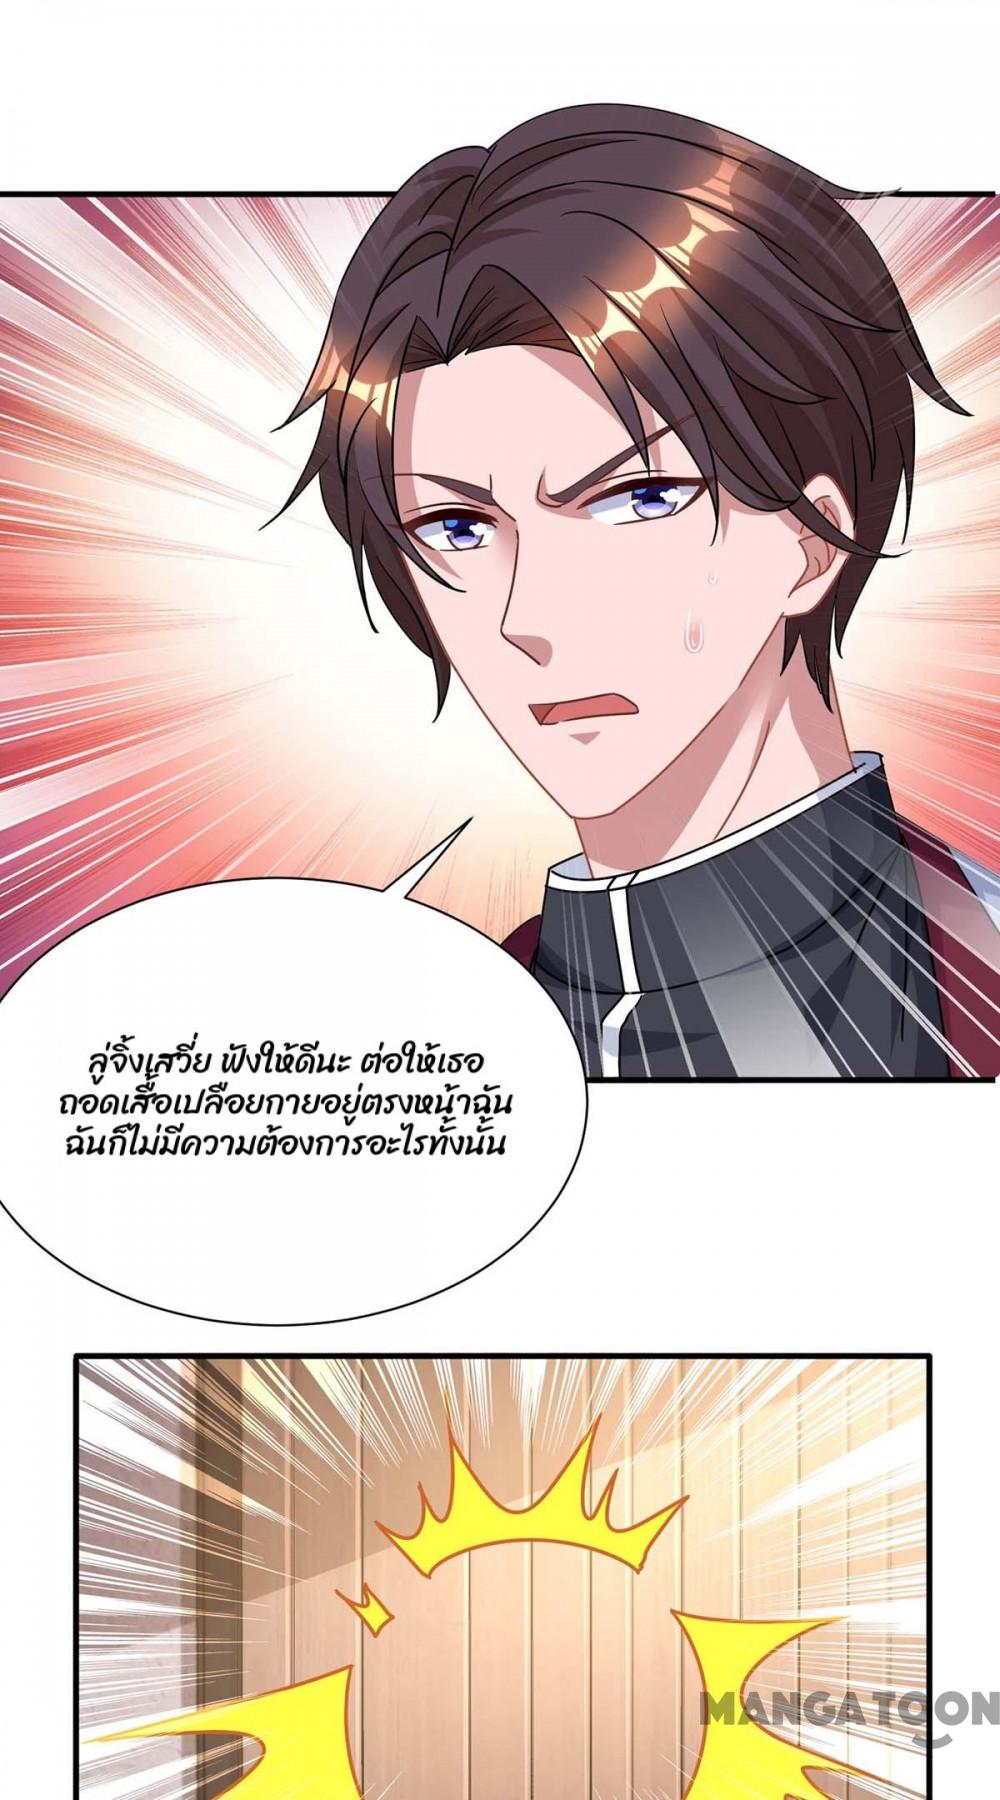 ลู่จิ้งเสวี่ย ฟังให้ดีนะ ต่อให้เธอ
ถอดเสื้อเปลือยกายอยู่ตรงหน้าฉัน
ฉันก็ไม่มีความต้องการอะไรทั้งนั้น
MANGATOON